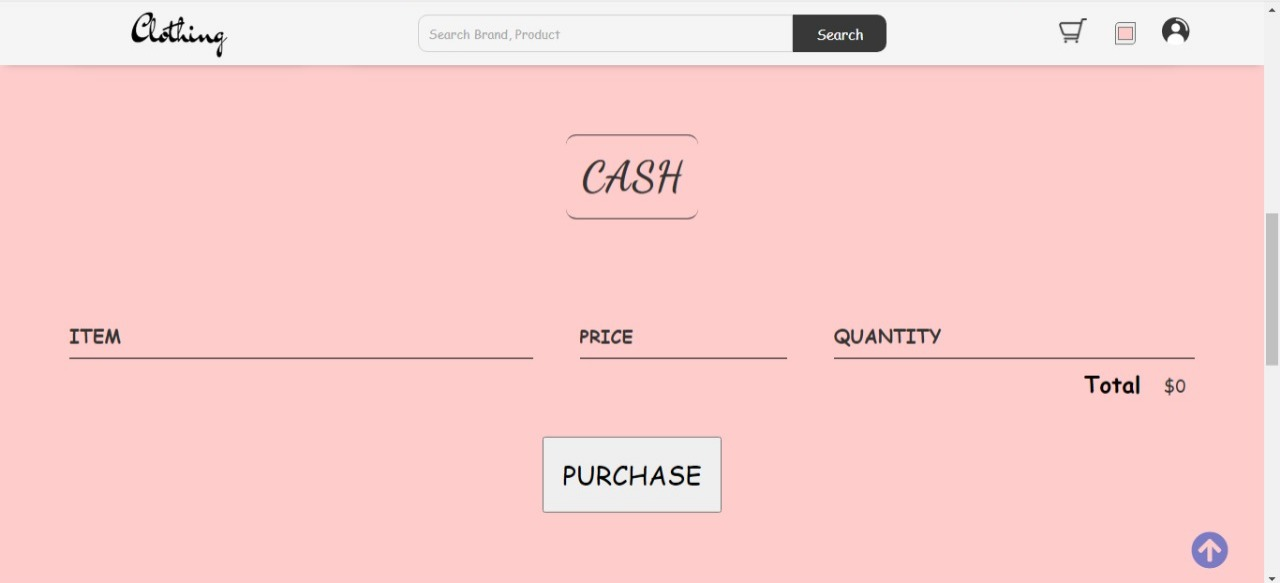 Clothing
Search Brand, Product
Search
CASH
ITEM PRICE QUANTITY
Total $0
PURCHASE